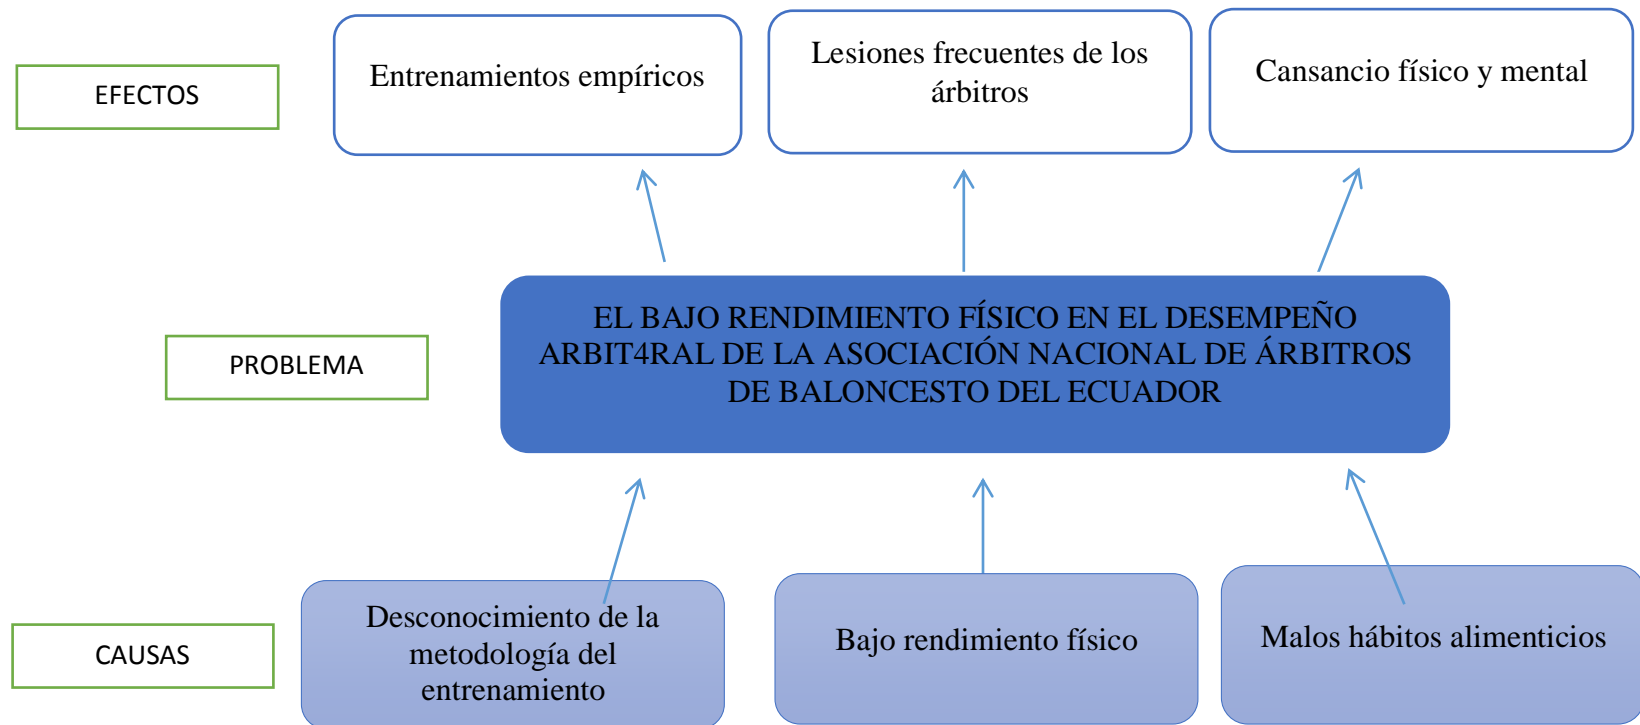 EFECTOS
Entrenamientos empíricos
Lesiones frecuentes de los
árbitros
Cansancio físico y mental
PROBLEMA
EL BAJO RENDIMIENTO FÍSICO EN EL DESEMPEÑO
ARBIT4RAL DE LA ASOCIACIÓN NACIONAL DE ÁRBITROS
DE BALONCESTO DEL ECUADOR
CAUSAS
Desconocimiento de la
metodología del
entrenamiento
Bajo rendimiento físico
Malos hábitos alimenticios